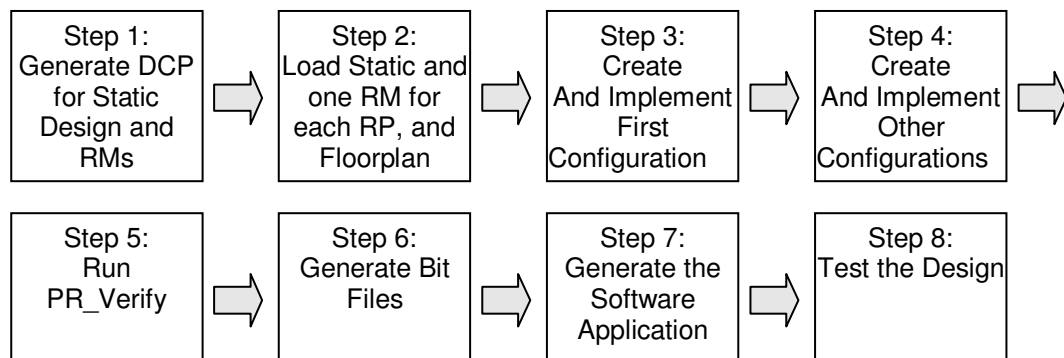 Step 1:
Generate DCP
for Static
Design and
RMs
Step 2:
Load Static and
one RM for
each RP, and
Floorplan
Step 3:
Create
And Implement
First
Configuration
Step 4:
Create
And Implement
Other
Configurations
Step 5:
Run
PR_Verify
Step 6:
Generate Bit
Files
Step 7:
Generate the
Software
Application
Step 8:
Test the Design